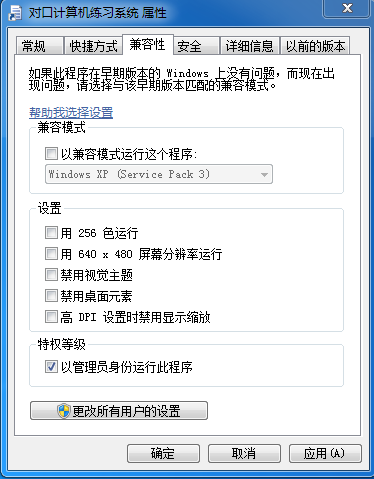 对口计算机练习系统 属性
常规
快捷方式
兼容性
安全
详细信息
以前的版本
如果此程序在早期版本的 Windows 上没有问题，而现在出
现问题，请选择与该早期版本匹配的兼容模式。
帮助我选择设置
兼容模式
以兼容模式运行这个程序:
Windows XP (Service Pack 3)
设置
用 256 色运行
用 640 x 480 屏幕分辨率运行
禁用视觉主题
禁用桌面元素
高 DPI 设置时禁用显示缩放
特权等级
以管理员身份运行此程序
更改所有用户的设置
确定
取消
应用(A)